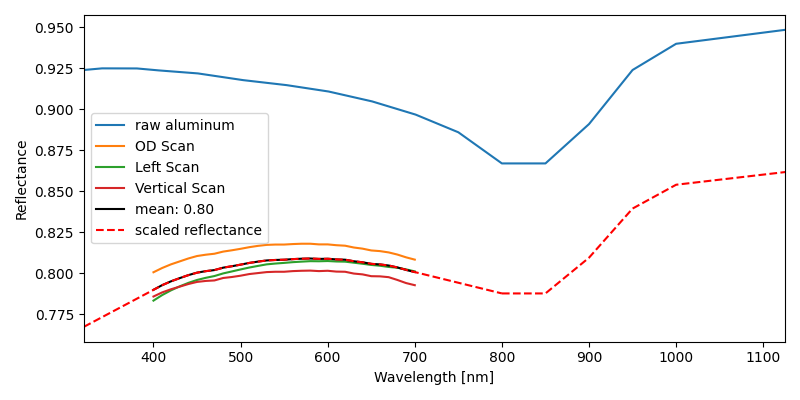 0.950
0.925
0.900
0.875
0.850
0.825
0.800
0.775
Reflectance
raw aluminum
OD Scan
Left Scan
Vertical Scan
mean: 0.80
scaled reflectance
400 500 600 700 800 900 1000 1100
Wavelength [nm]